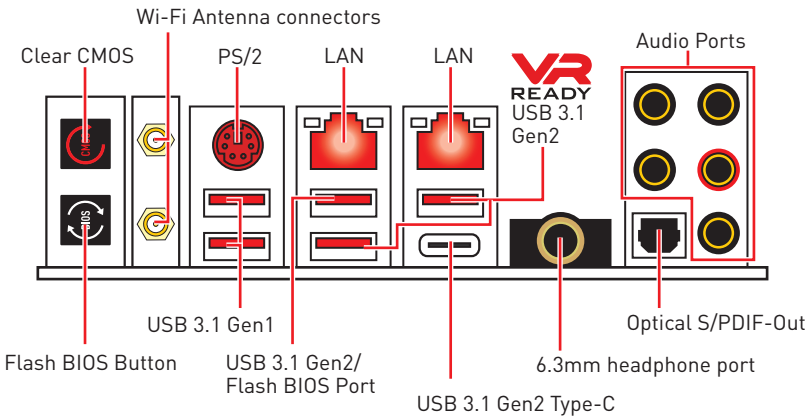 Wi-Fi Antenna connectors
Clear CMOS
PS/2
LAN
LAN
VR
READY
USB 3.1
Gen2
Audio Ports
CMOS
BIOS
USB 3.1 Gen1
Optical S/PDIF-Out
Flash BIOS Button
USB 3.1 Gen2/
Flash BIOS Port
6.3mm headphone port
USB 3.1 Gen2 Type-C